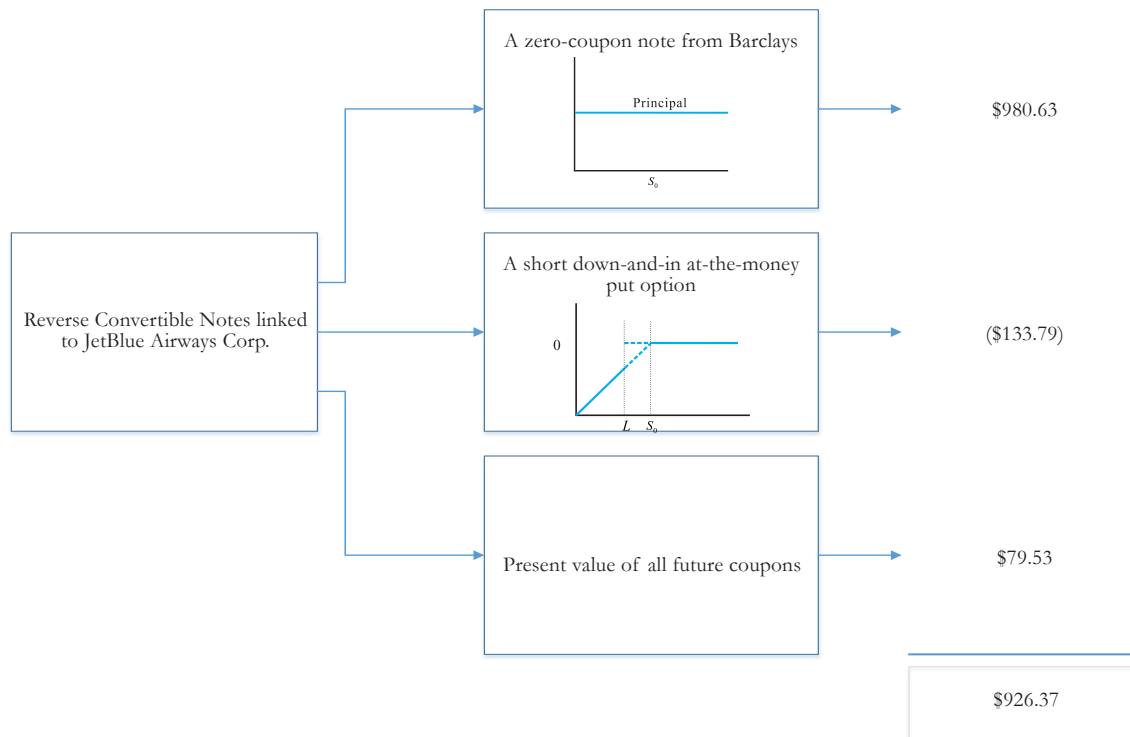 A zero-coupon note from Barclays
Principal
S₀
$980.63
Reverse Convertible Notes linked
to JetBlue Airways Corp.
A short down-and-in at-the-money
put option
0
L S₀
($133.79)
Present value of all future coupons
$79.53
$926.37